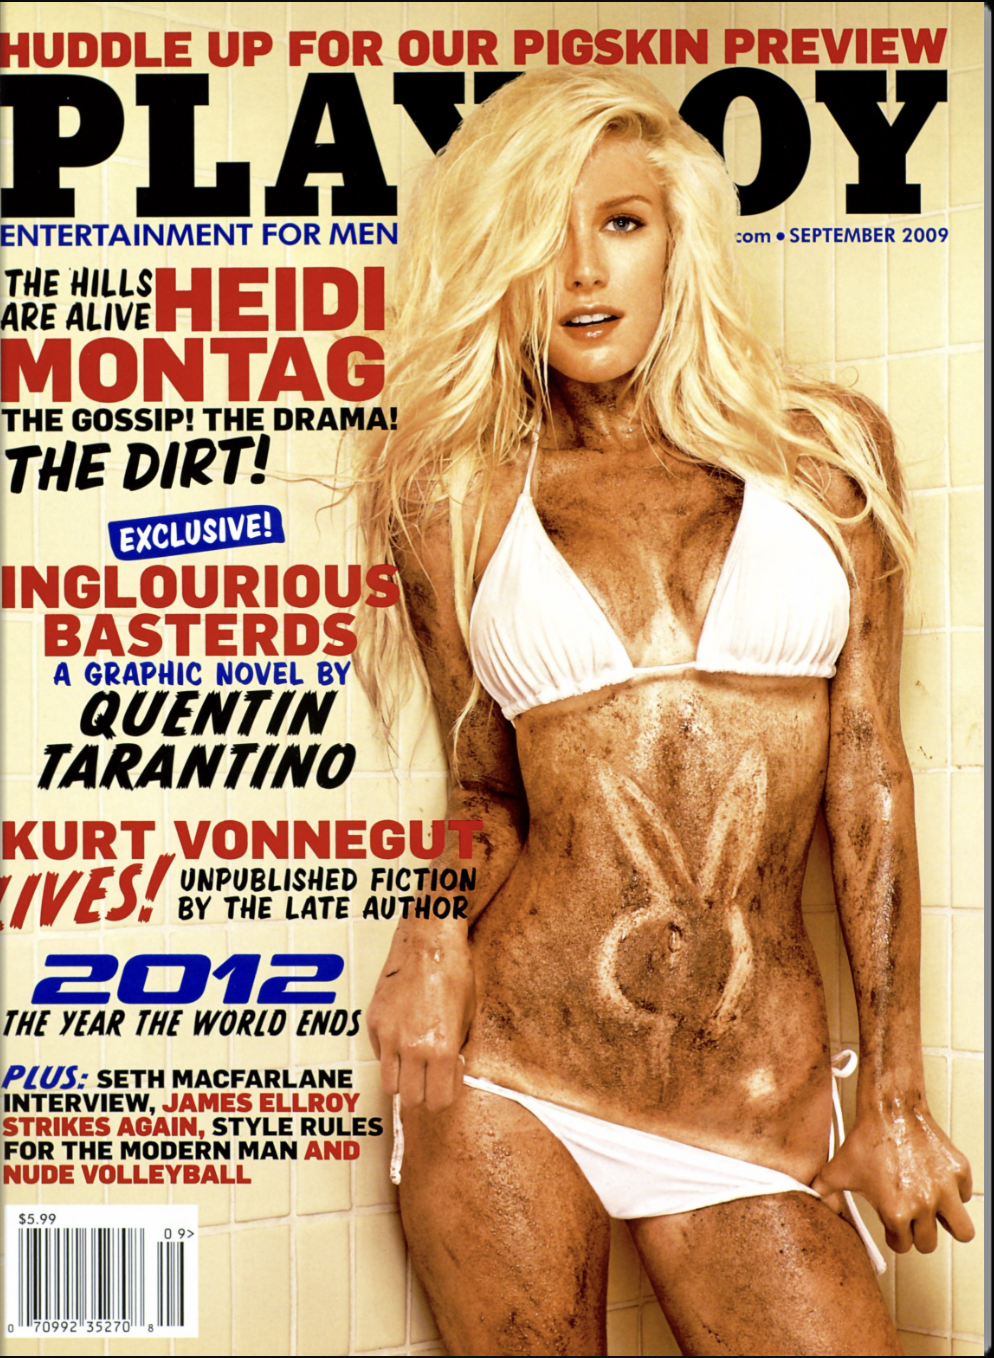 HUDDLE UP FOR OUR PIGSKIN PREVIEW
PLAY OY
ENTERTAINMENT FOR MEN
.com • SEPTEMBER 2009
THE HILLS
ARE ALIVE
HEIDI
MONTAG
THE GOSSIP! THE DRAMA!
THE DIRT!
EXCLUSIVE!
INGLOURIOUS
BASTERDS
A GRAPHIC NOVEL BY
QUENTIN
TARANTINO
KURT VONNEGUT
LIVES!
UNPUBLISHED FICTION
BY THE LATE AUTHOR
2012
THE YEAR THE WORLD ENDS
PLUS: SETH MACFARLANE
INTERVIEW, JAMES ELLROY
STRIKES AGAIN, STYLE RULES
FOR THE MODERN MAN AND
NUDE VOLLEYBALL
$5.99
09>
0 70992 35270 8